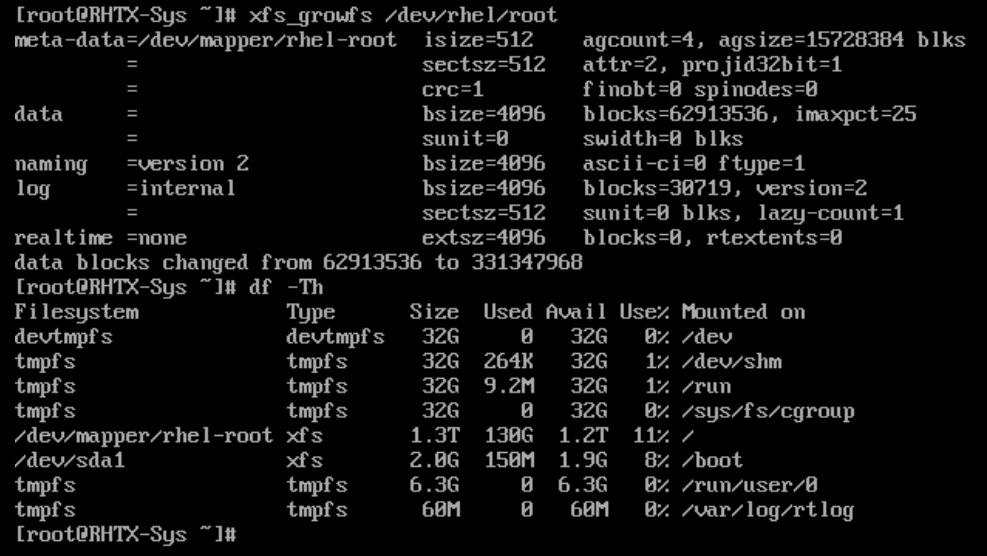 [root@RHTX-Sys ~]# xfs_growfs /dev/rhel/root
meta-data=/dev/mapper/rhel-root  isize=512    agcount=4, agsize=15728384 blks
         =                       sectsz=512   attr=2, projid32bit=1
         =                       crc=1        finobt=0 spinodes=0
data     =                       bsize=4096   blocks=62913536, imaxpct=25
         =                       sunit=0      swidth=0 blks
naming   =version 2              bsize=4096   ascii-ci=0 ftype=1
log      =internal               bsize=4096   blocks=30719, version=2
         =                       sectsz=512   sunit=0 blks, lazy-count=1
realtime =none                   extsz=4096   blocks=0, rtextents=0
data blocks changed from 62913536 to 331347968
[root@RHTX-Sys ~]# df -Th
Filesystem            Type      Size  Used Avail Use% Mounted on
devtmpfs              devtmpfs   32G     0   32G   0% /dev
tmpfs                 tmpfs      32G  264K   32G   1% /dev/shm
tmpfs                 tmpfs      32G  9.2M   32G   1% /run
tmpfs                 tmpfs      32G     0   32G   0% /sys/fs/cgroup
/dev/mapper/rhel-root xfs       1.3T  130G  1.2T  11% /
/dev/sda1             xfs       2.0G  150M  1.9G   8% /boot
tmpfs                 tmpfs     6.3G     0  6.3G   0% /run/user/0
tmpfs                 tmpfs      60M     0   60M   0% /var/log/rtlog
[root@RHTX-Sys ~]#